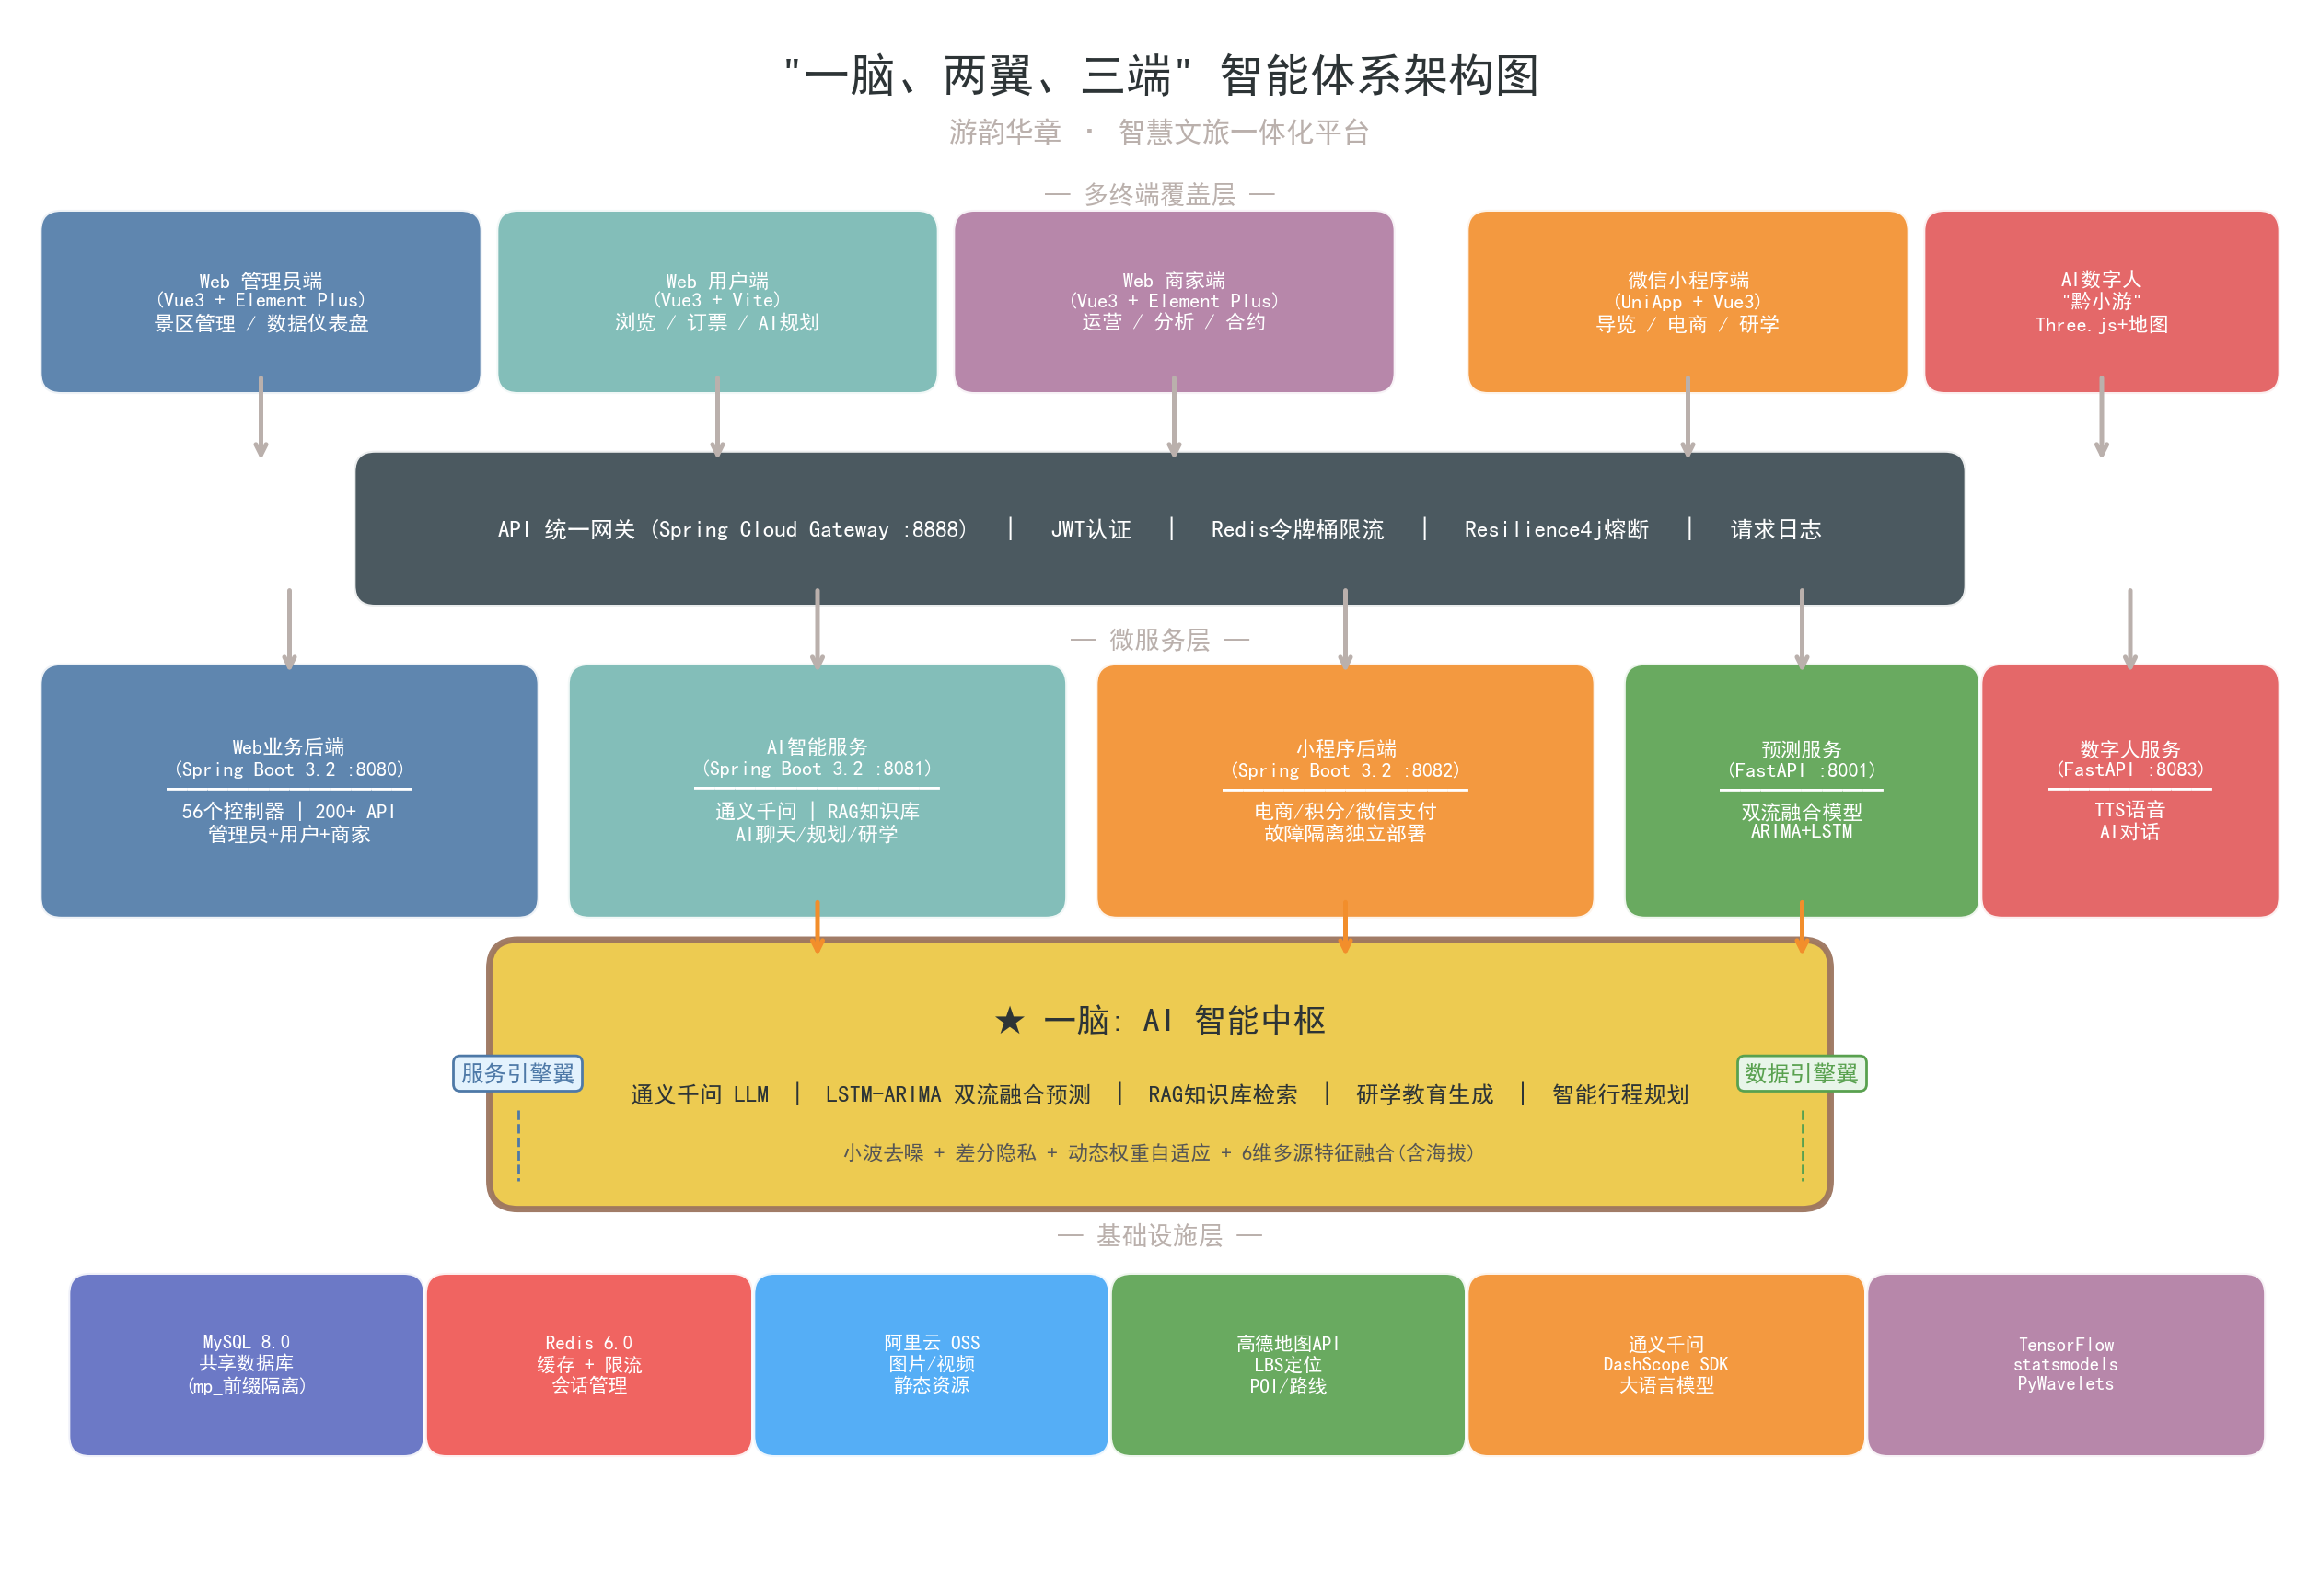 "一脑、两翼、三端" 智能体系架构图
游韵华章 · 智慧文旅一体化平台
— 多终端覆盖层 —
Web 管理员端
(Vue3 + Element Plus)
景区管理 / 数据仪表盘
Web 用户端
(Vue3 + Vite)
浏览 / 订票 / AI规划
Web 商家端
(Vue3 + Element Plus)
运营 / 分析 / 合约
微信小程序端
(UniApp + Vue3)
导览 / 电商 / 研学
AI数字人
"黔小游"
Three.js+地图
API 统一网关 (Spring Cloud Gateway :8888) | JWT认证 | Redis令牌桶限流 | Resilience4j熔断 | 请求日志
— 微服务层 —
Web业务后端
(Spring Boot 3.2 :8080)
56个控制器 | 200+ API
管理员+用户+商家
AI智能服务
(Spring Boot 3.2 :8081)
通义千问 | RAG知识库
AI聊天/规划/研学
小程序后端
(Spring Boot 3.2 :8082)
电商/积分/微信支付
故障隔离独立部署
预测服务
(FastAPI :8001)
双流融合模型
ARIMA+LSTM
数字人服务
(FastAPI :8083)
TTS语音
AI对话
★ 一脑: AI 智能中枢
服务引擎翼
数据引擎翼
通义千问 LLM | LSTM-ARIMA 双流融合预测 | RAG知识库检索 | 研学教育生成 | 智能行程规划
小波去噪 + 差分隐私 + 动态权重自适应 + 6维多源特征融合(含海拔)
— 基础设施层 —
MySQL 8.0
共享数据库
(mp_前缀隔离)
Redis 6.0
缓存 + 限流
会话管理
阿里云 OSS
图片/视频
静态资源
高德地图API
LBS定位
POI/路线
通义千问
DashScope SDK
大语言模型
TensorFlow
statsmodels
PyWavelets